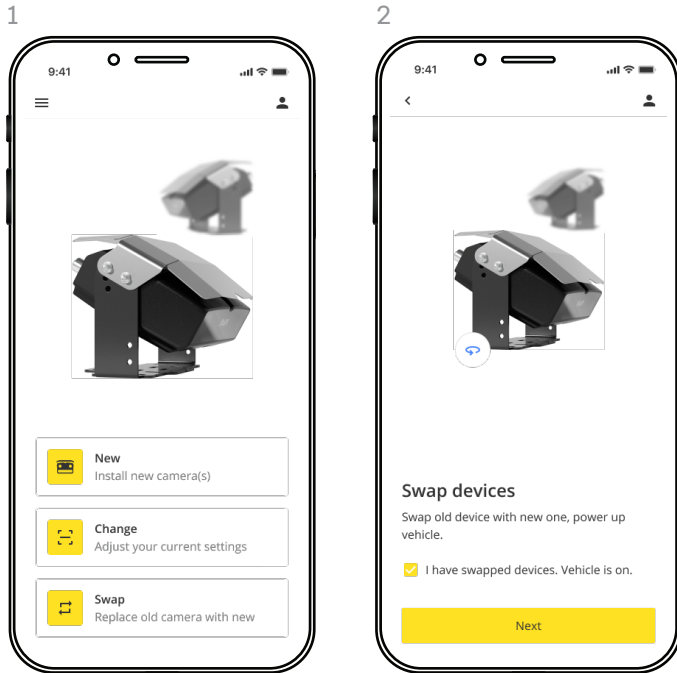 1
9:41
New
Install new camera(s)
Change
Adjust your current settings
Swap
Replace old camera with new
2
9:41
Swap devices
Swap old device with new one, power up
vehicle.
I have swapped devices. Vehicle is on.
Next